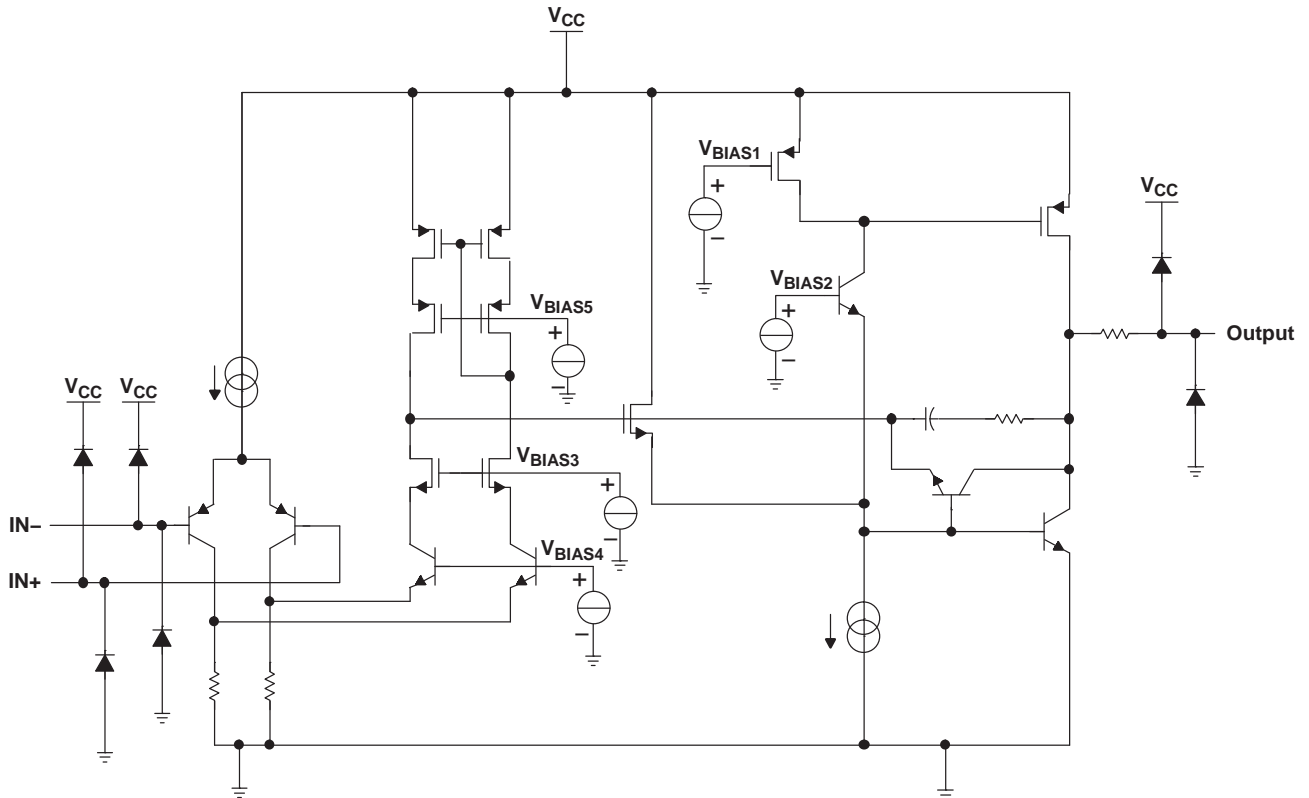 VCC
VBIAS1
+
−
VCC
VBIAS2
+
−
VBIAS5
+
−
Output
VCC
VCC
VBIAS3
+
−
IN−
IN+
VBIAS4
+
−